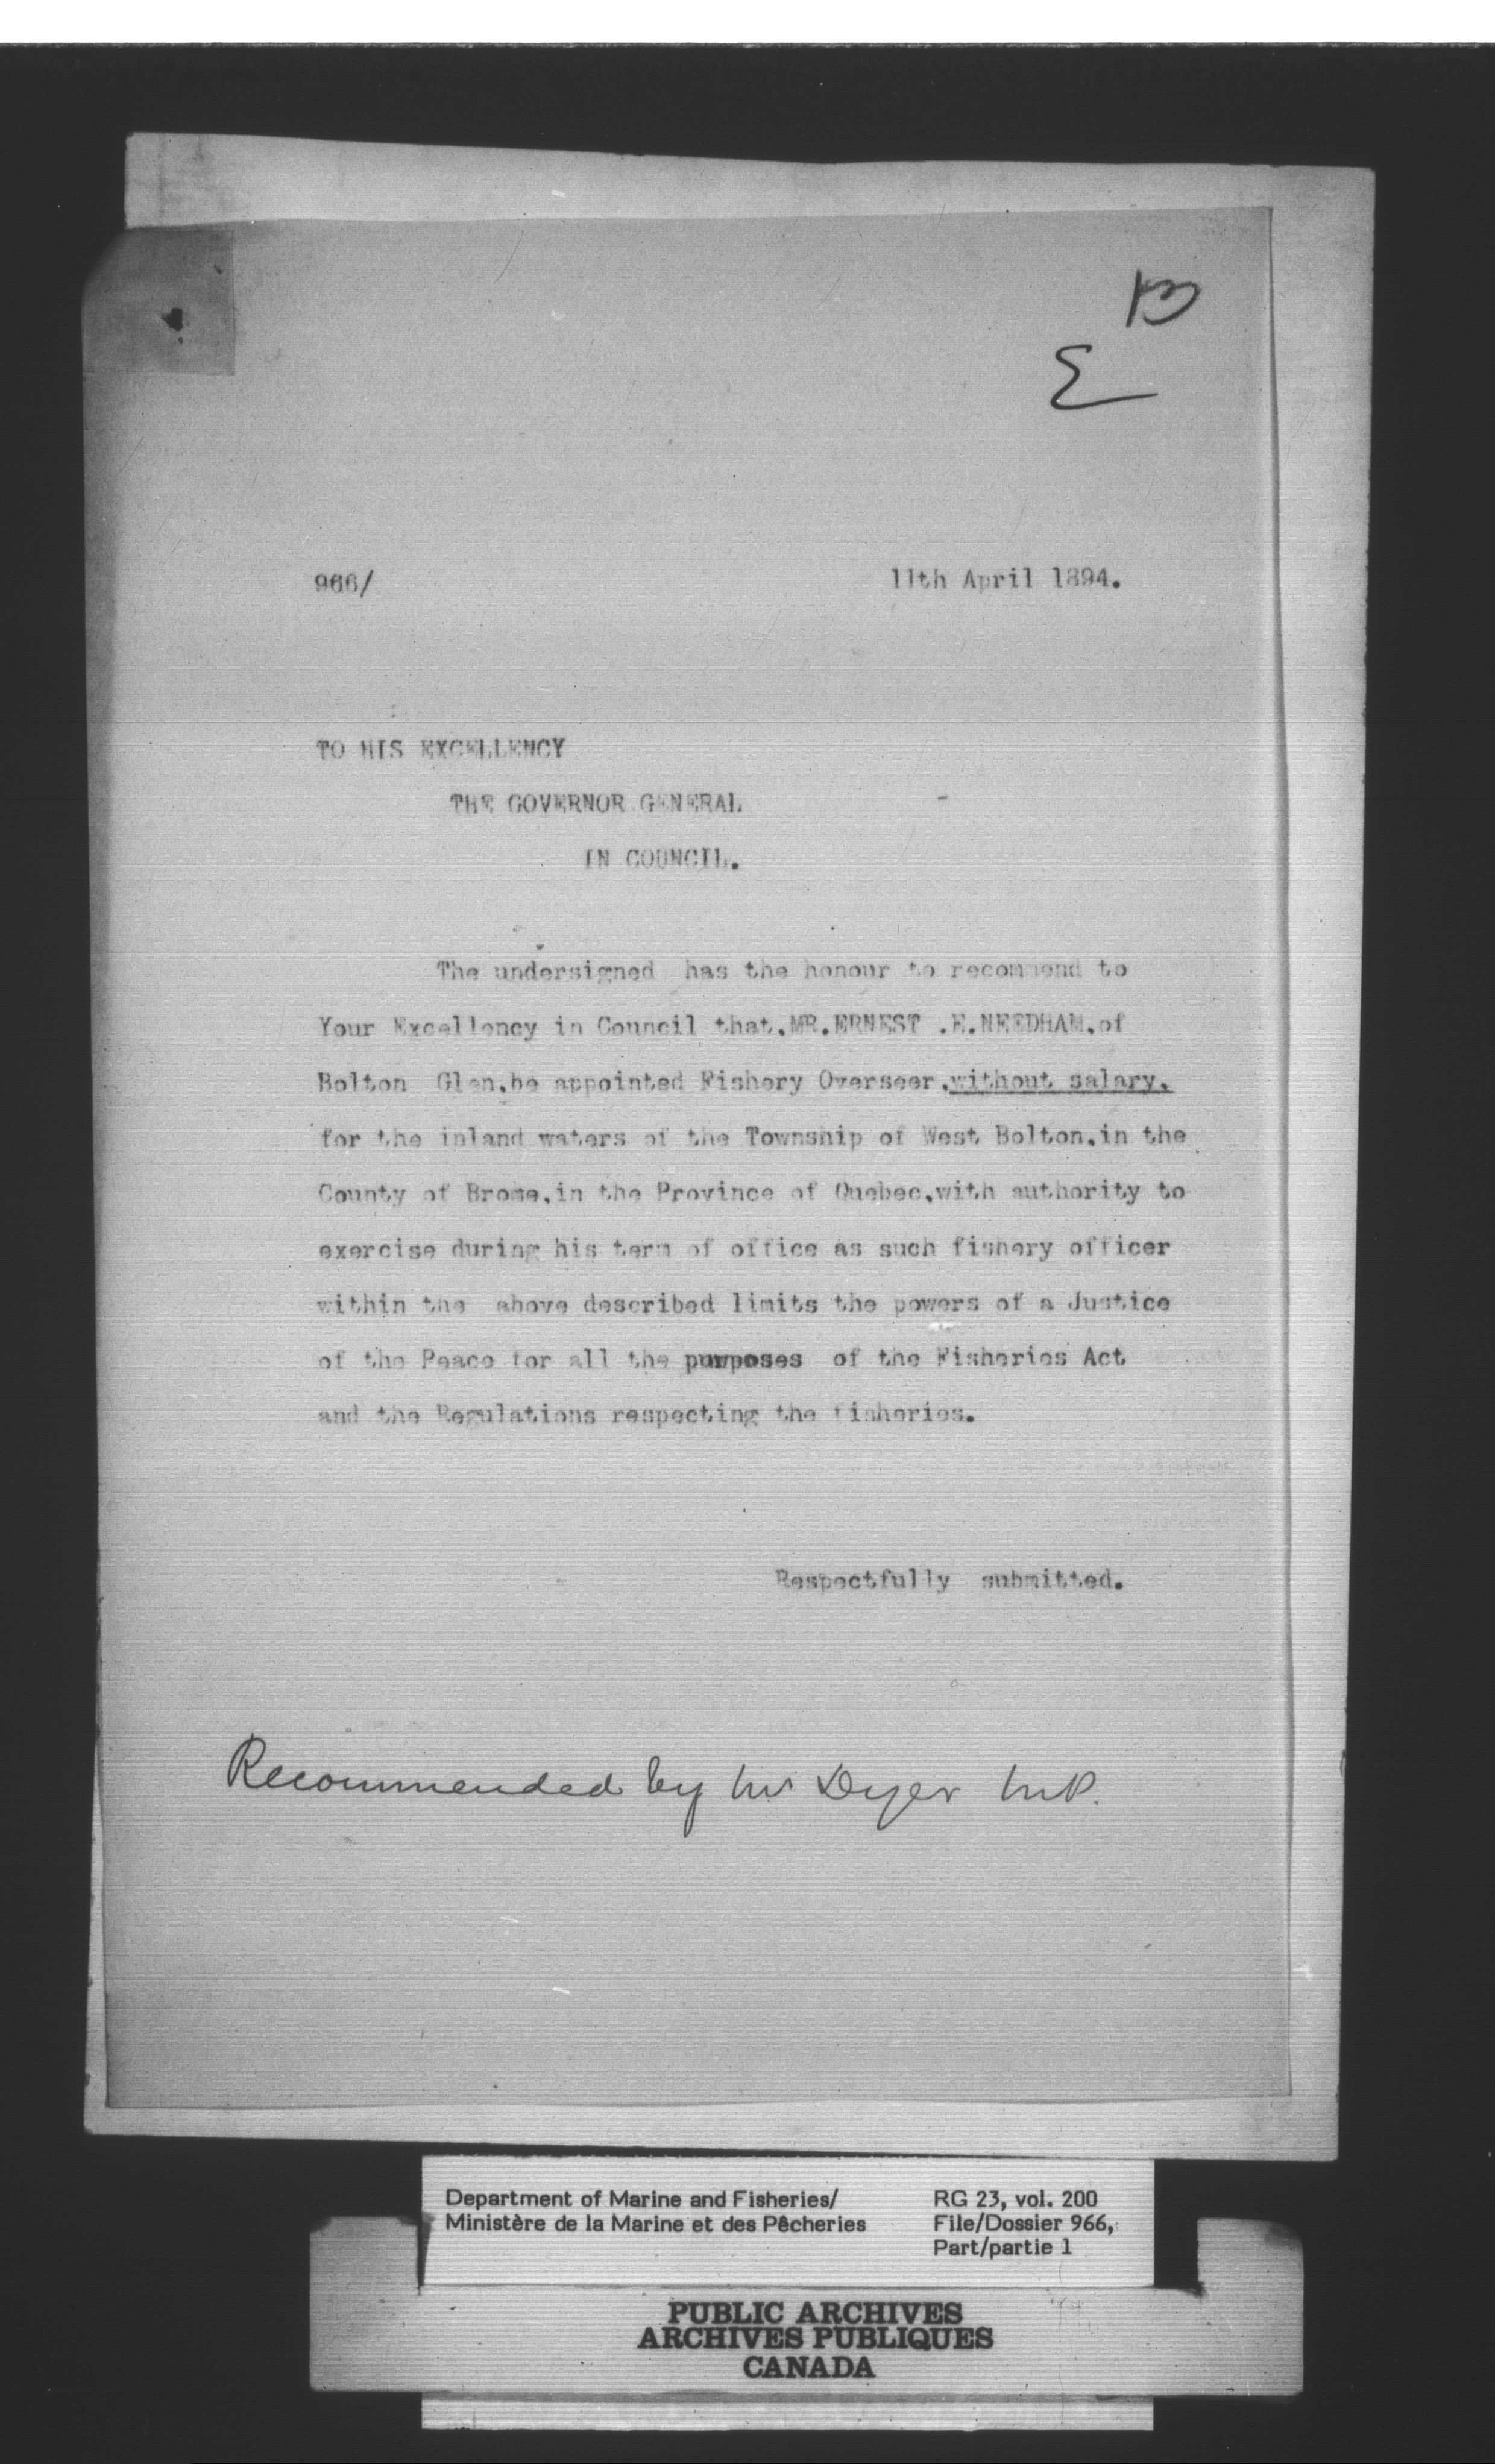 B
E
966/ 11th April 1894.
TO HIS EXCELLENCY
THE GOVERNOR GENERAL
IN COUNCIL.
The undersigned has the honour to recommend to
Your Excellency in Council that,MR.ERNEST .E.NEEDHAM,of
Bolton Glen,be appointed Fishery Overseer,without salary,
for the inland waters of the Township of West Bolton,in the
County of Brome,in the Province of Quebec,with authority to
exercise during his term of office as such fishery officer
within the above described limits the powers of a Justice
of the Peace for all the purposes of the Fisheries Act
and the Regulations respecting the fisheries.
Respectfully submitted.
Recommended by Mr Dyer M.P.
Department of Marine and Fisheries/ RG 23, vol. 200
Ministère de la Marine et des Pêcheries File/Dossier 966,
Part/partie 1
PUBLIC ARCHIVES
ARCHIVES PUBLIQUES
CANADA